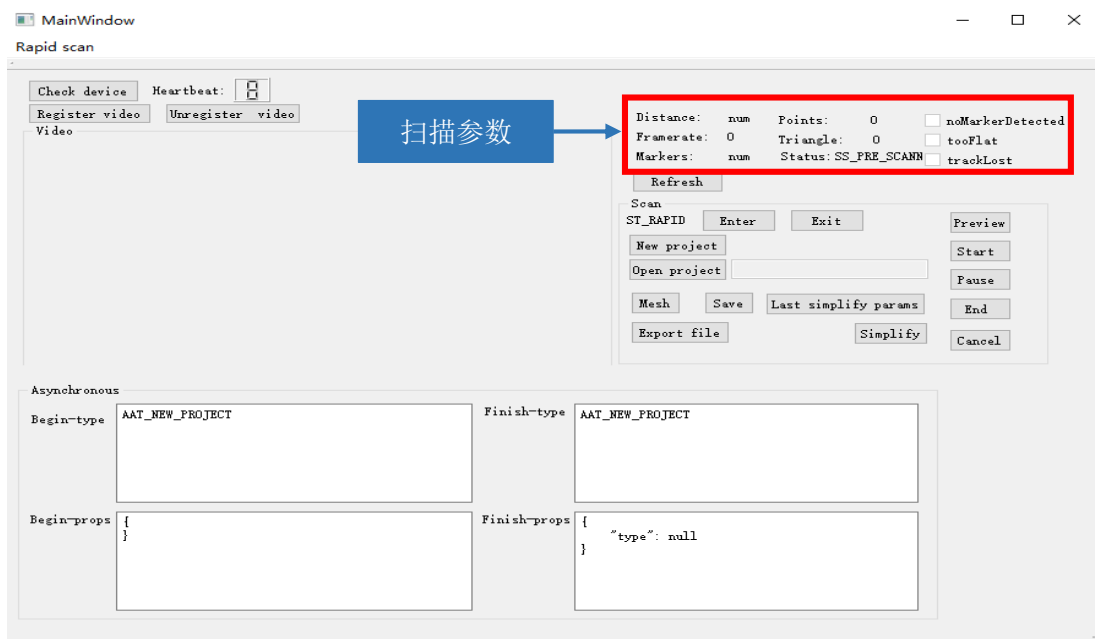 MainWindow
Rapid scan
Check device Heartbeat:
Register video Unregister video
Video
扫描参数
Distance: num Points: 0 noMarkerDetected
Framerate: 0 Triangle: 0 tooFlat
Markers: num Status: SS_PRE_SCANN trackLost
Refresh
Scan
ST_RAPID Enter Exit Preview
New project Start
Open project Pause
Mesh Save Last simplify params End
Export file Simplify Cancel
Asynchronous
Begin-type AAT_NEW_PROJECT Finish-type AAT_NEW_PROJECT
Begin-props { Finish-props {
"type": null
} }